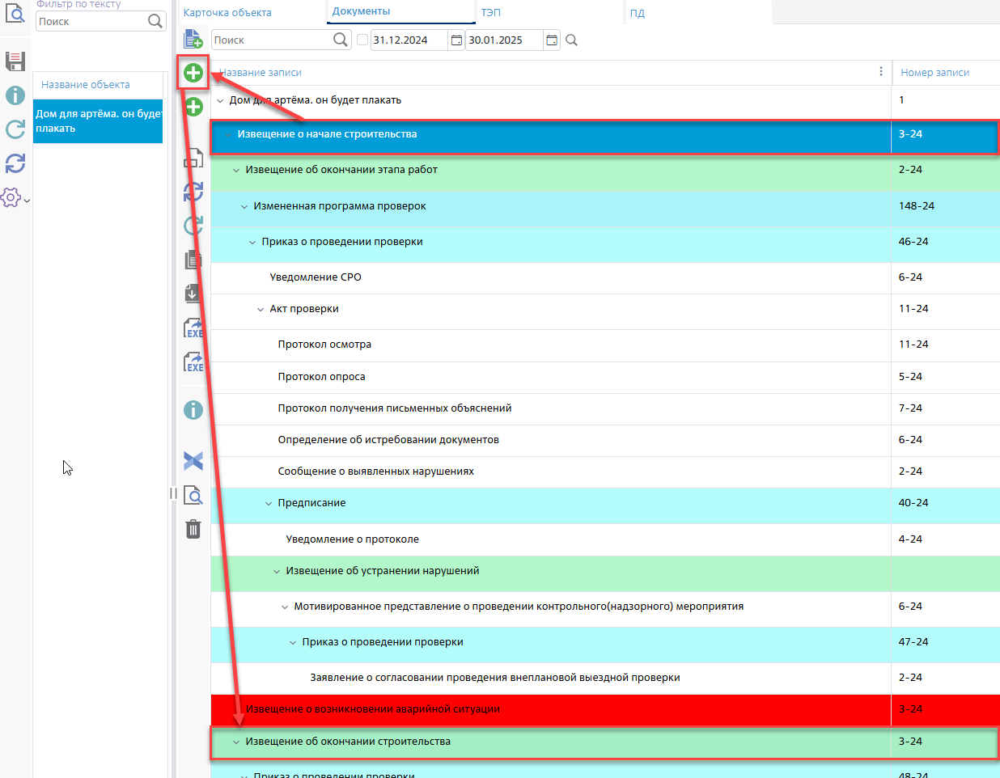 Фильтр по тексту
Поиск
Название объекта
Дом для артёма. он будет
плакать
Карточка объекта
Документы
ТЭП
ПД
Поиск
31.12.2024
30.01.2025
Название записи
Номер записи
Дом для артёма. он будет плакать
1
Извещение о начале строительства
3-24
Извещение об окончании этапа работ
2-24
Измененная программа проверок
148-24
Приказ о проведении проверки
46-24
Уведомление СРО
6-24
Акт проверки
11-24
Протокол осмотра
11-24
Протокол опроса
5-24
Протокол получения письменных объяснений
7-24
Определение об истребовании документов
6-24
Сообщение о выявленных нарушениях
2-24
Предписание
40-24
Уведомление о протоколе
4-24
Извещение об устранении нарушений
Мотивированное представление о проведении контрольного(надзорного) мероприятия
6-24
Приказ о проведении проверки
47-24
Заявление о согласовании проведения внеплановой выездной проверки
2-24
Извещение о возникновении аварийной ситуации
3-24
Извещение об окончании строительства
3-24
Приказ о проведении проверки
48-24
EXE
EXE